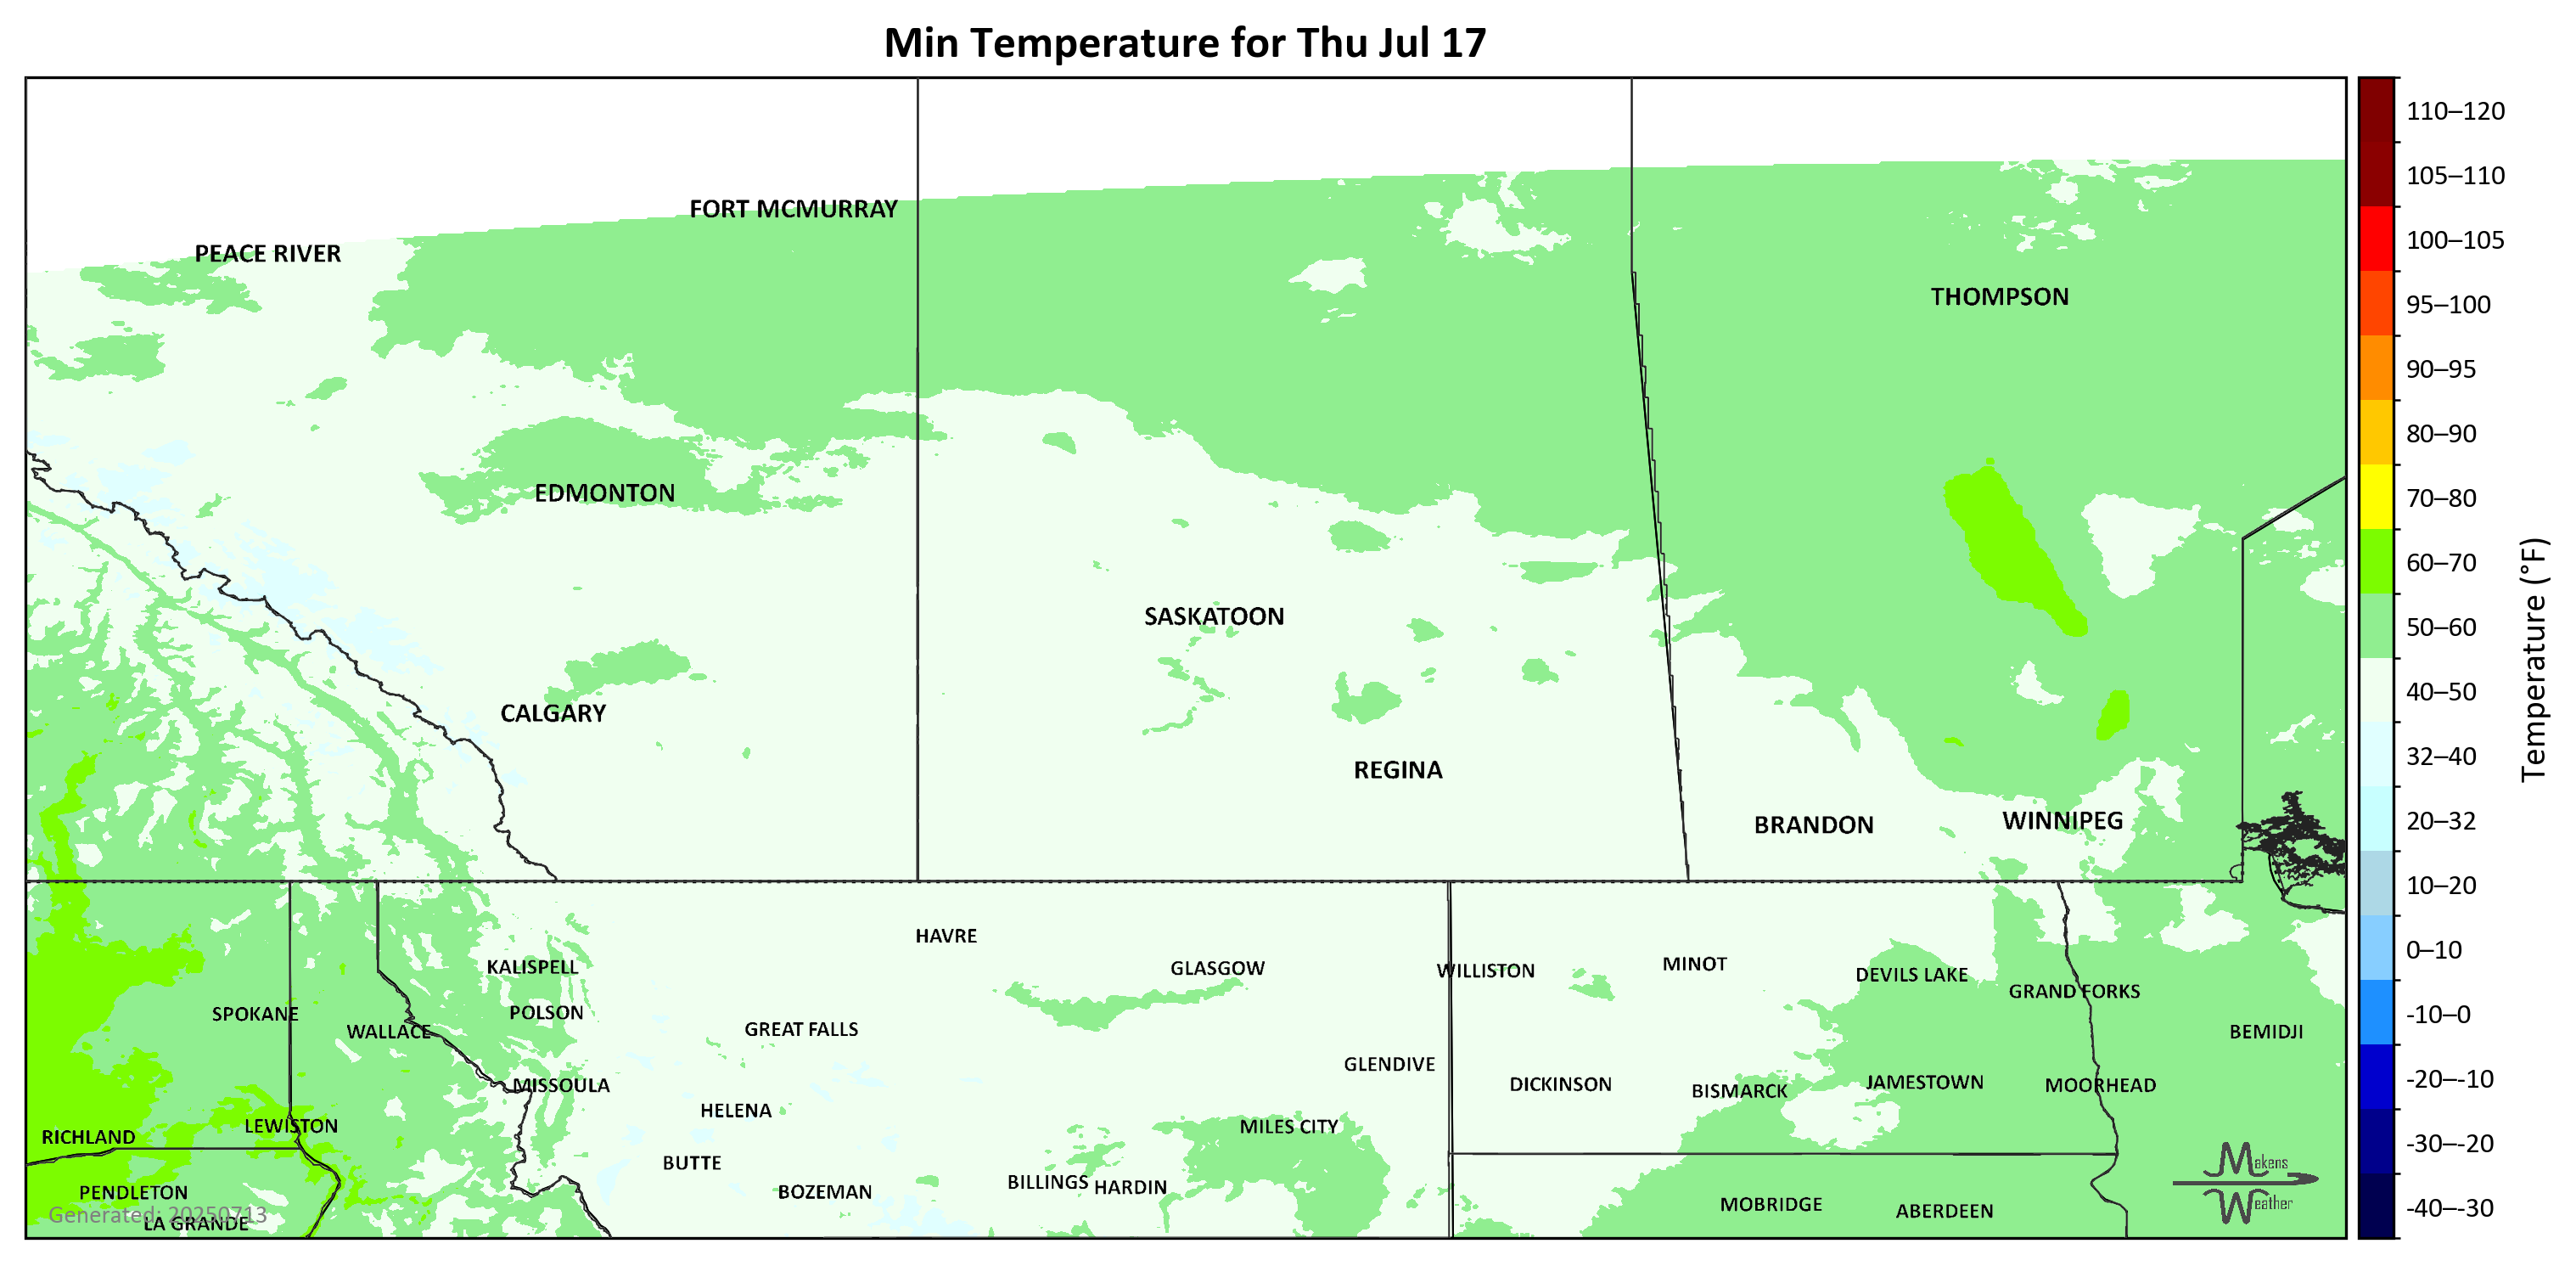 Min Temperature for Thu Jul 17
FORT MCMURRAY
PEACE RIVER
THOMPSON
EDMONTON
SASKATOON
CALGARY
REGINA
BRANDON
WINNIPEG
HAVRE
KALISPELL
GLASGOW
WILLISTON
MINOT
DEVILS LAKE
GRAND FORKS
SPOKANE
POLSON
WALLACE
GREAT FALLS
BEMIDJI
GLENDIVE
MISSOULA
DICKINSON
BISMARCK
JAMESTOWN
MOORHEAD
HELENA
LEWISTON
MILES CITY
RICHLAND
BUTTE
BILLINGS
HARDIN
BOZEMAN
PENDLETON
MOBRIDGE
ABERDEEN
Generated: 20250713
LA GRANDE
Makens
Weather
110–120
105–110
100–105
95–100
90–95
80–90
70–80
60–70
50–60
40–50
32–40
20–32
10–20
0–10
-10–0
-20–-10
-30–-20
-40–-30
Temperature (°F)